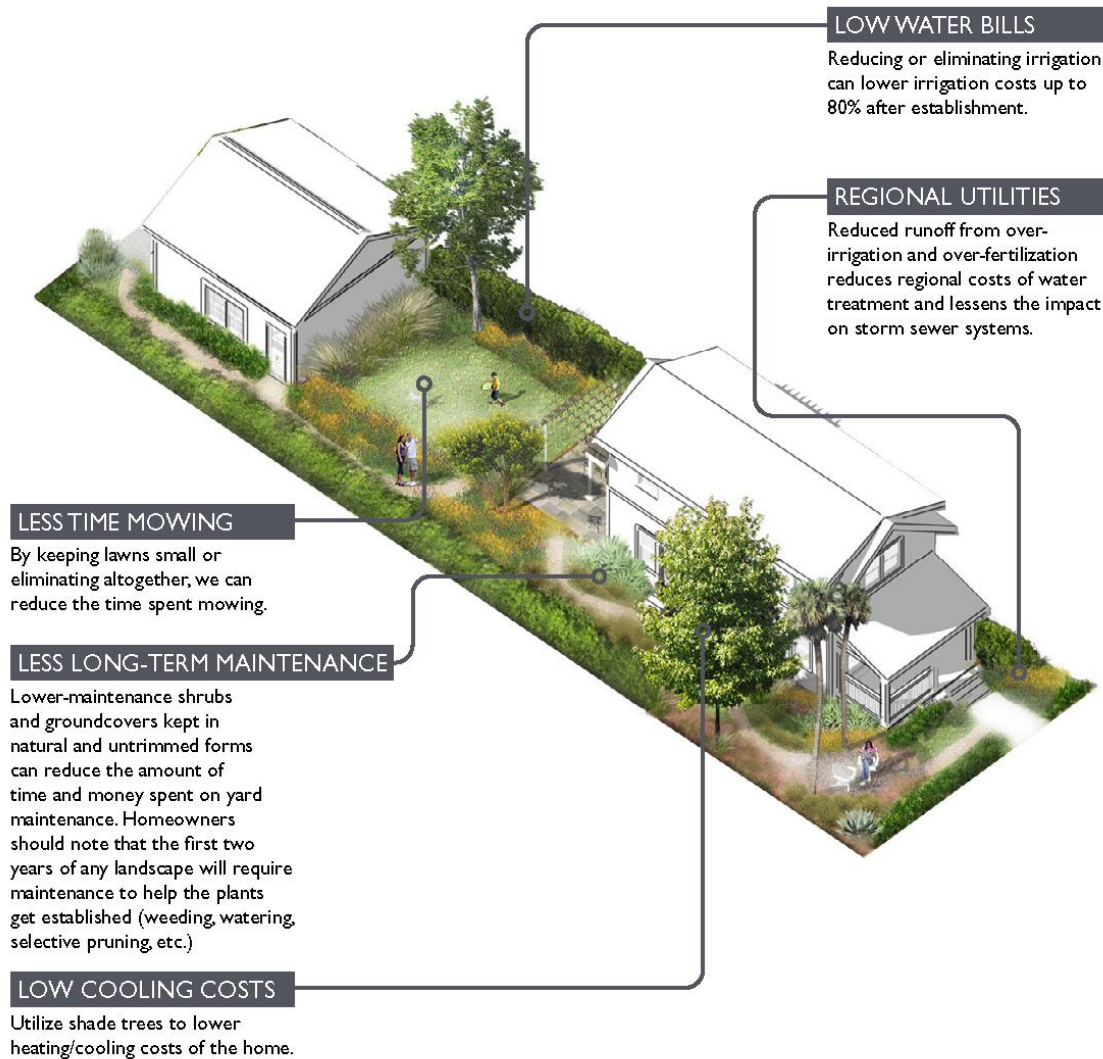 LOW WATER BILLS
Reducing or eliminating irrigation
can lower irrigation costs up to
80% after establishment.
REGIONAL UTILITIES
Reduced runoff from over-
irrigation and over-fertilization
reduces regional costs of water
treatment and lessens the impact
on storm sewer systems.
LESS TIME MOWING
By keeping lawns small or
eliminating altogether, we can
reduce the time spent mowing.
LESS LONG-TERM MAINTENANCE
Lower-maintenance shrubs
and groundcovers kept in
natural and untrimmed forms
can reduce the amount of
time and money spent on yard
maintenance. Homeowners
should note that the first two
years of any landscape will require
maintenance to help the plants
get established (weeding, watering,
selective pruning, etc.)
LOW COOLING COSTS
Utilize shade trees to lower
heating/cooling costs of the home.